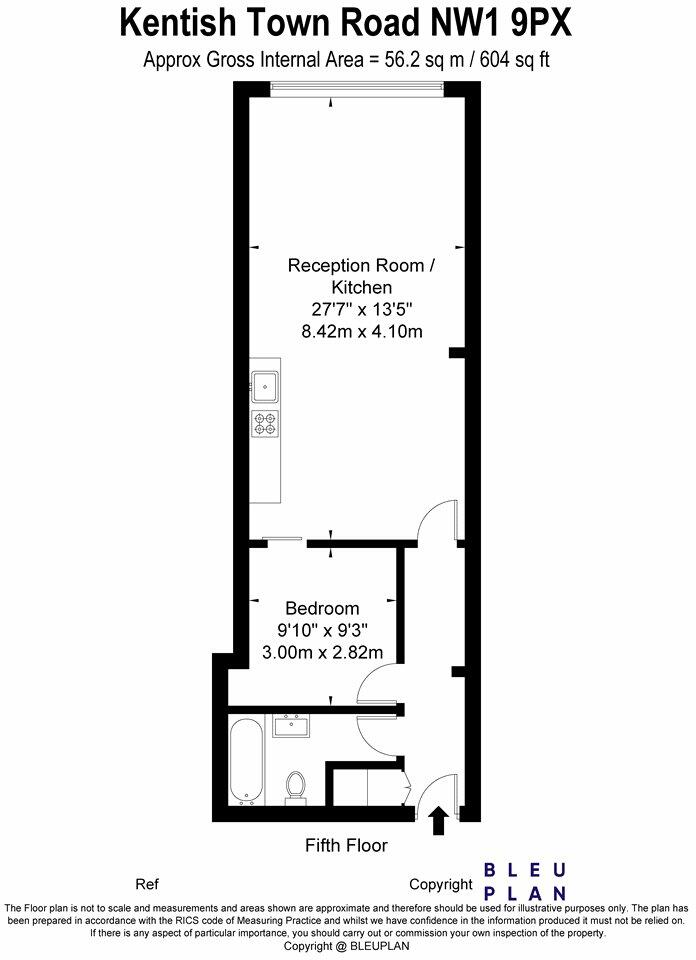 Kentish Town Road NW1 9PX
Approx Gross Internal Area = 56.2 sq m / 604 sq ft
Reception Room /
Kitchen
27'7" x 13'5"
8.42m x 4.10m
Bedroom
9'10" x 9'3"
3.00m x 2.82m
Fifth Floor
Ref
Copyright
BLEU
PLAN
The Floor plan is not to scale and measurements and areas shown are approximate and therefore should be used for illustrative purposes only. The plan has
been prepared in accordance with the RICS code of Measuring Practice and whilst we have confidence in the information produced it must not be relied on.
If there is any aspect of particular importance, you should carry out or commission your own inspection of the property.
Copyright @ BLEUPLAN